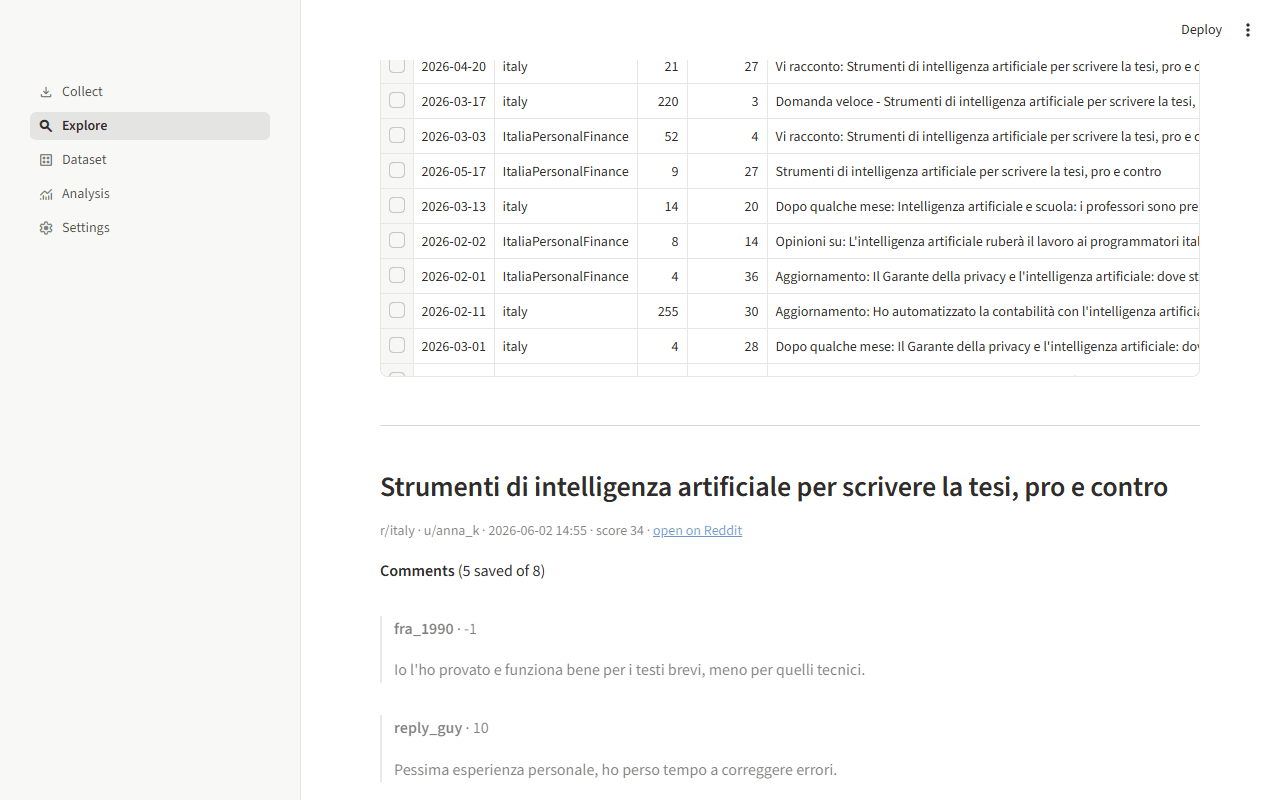 Deploy
Collect
Explore
Dataset
Analysis
Settings
2026-04-20 italy 21 27 Vi racconto: Strumenti di intelligenza artificiale per scrivere la tesi, pro e c
2026-03-17 italy 220 3 Domanda veloce - Strumenti di intelligenza artificiale per scrivere la tesi,
2026-03-03 ItaliaPersonalFinance 52 4 Vi racconto: Strumenti di intelligenza artificiale per scrivere la tesi, pro e c
2026-05-17 ItaliaPersonalFinance 9 27 Strumenti di intelligenza artificiale per scrivere la tesi, pro e contro
2026-03-13 italy 14 20 Dopo qualche mese: Intelligenza artificiale e scuola: i professori sono pre
2026-02-02 ItaliaPersonalFinance 8 14 Opinioni su: L'intelligenza artificiale ruberà il lavoro ai programmatori ital
2026-02-01 ItaliaPersonalFinance 4 36 Aggiornamento: Il Garante della privacy e l'intelligenza artificiale: dove st
2026-02-11 italy 255 30 Aggiornamento: Ho automatizzato la contabilità con l'intelligenza artificia
2026-03-01 italy 4 28 Dopo qualche mese: Il Garante della privacy e l'intelligenza artificiale: dov
Strumenti di intelligenza artificiale per scrivere la tesi, pro e contro
r/italy · u/anna_k · 2026-06-02 14:55 · score 34 · open on Reddit
Comments (5 saved of 8)
fra_1990 · -1
Io l'ho provato e funziona bene per i testi brevi, meno per quelli tecnici.
reply_guy · 10
Pessima esperienza personale, ho perso tempo a correggere errori.